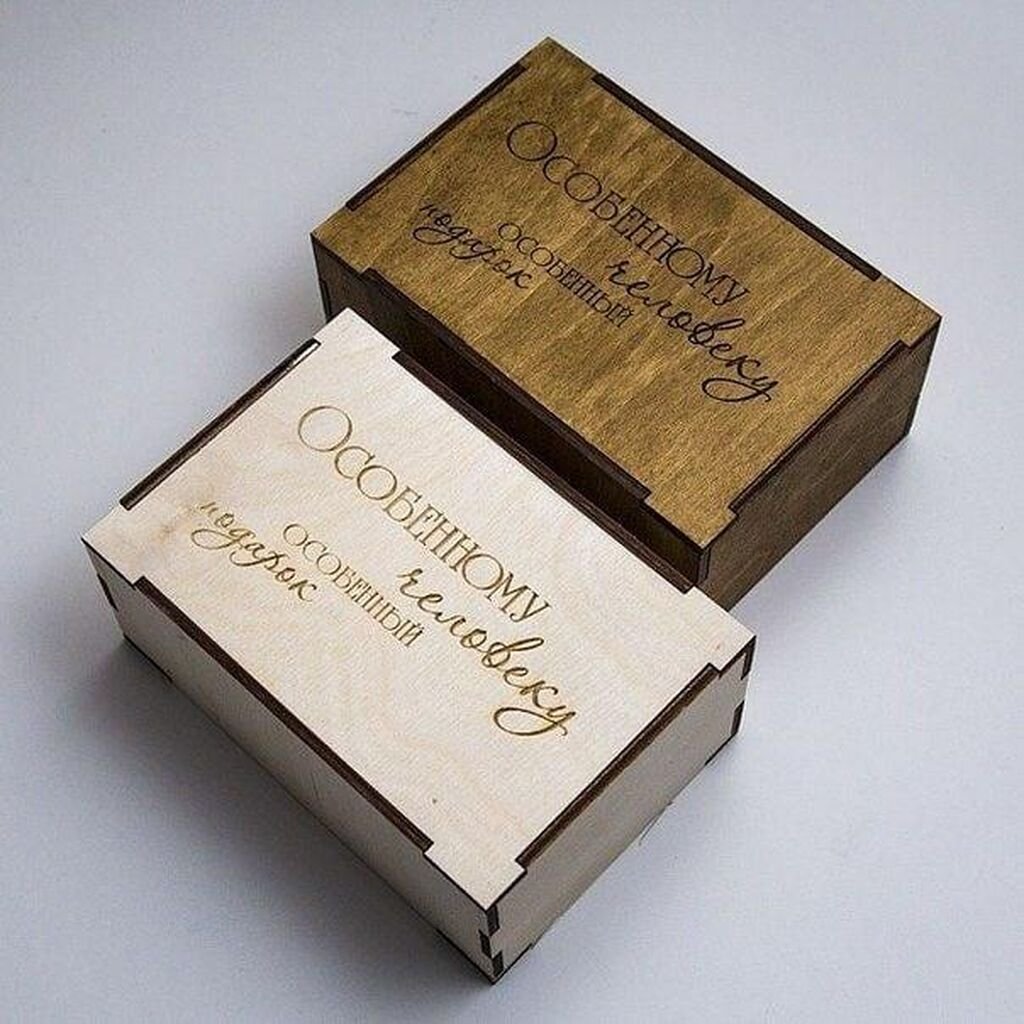 Особенному
человеку
особенный
подарок
Особенному
человеку
особенный
подарок